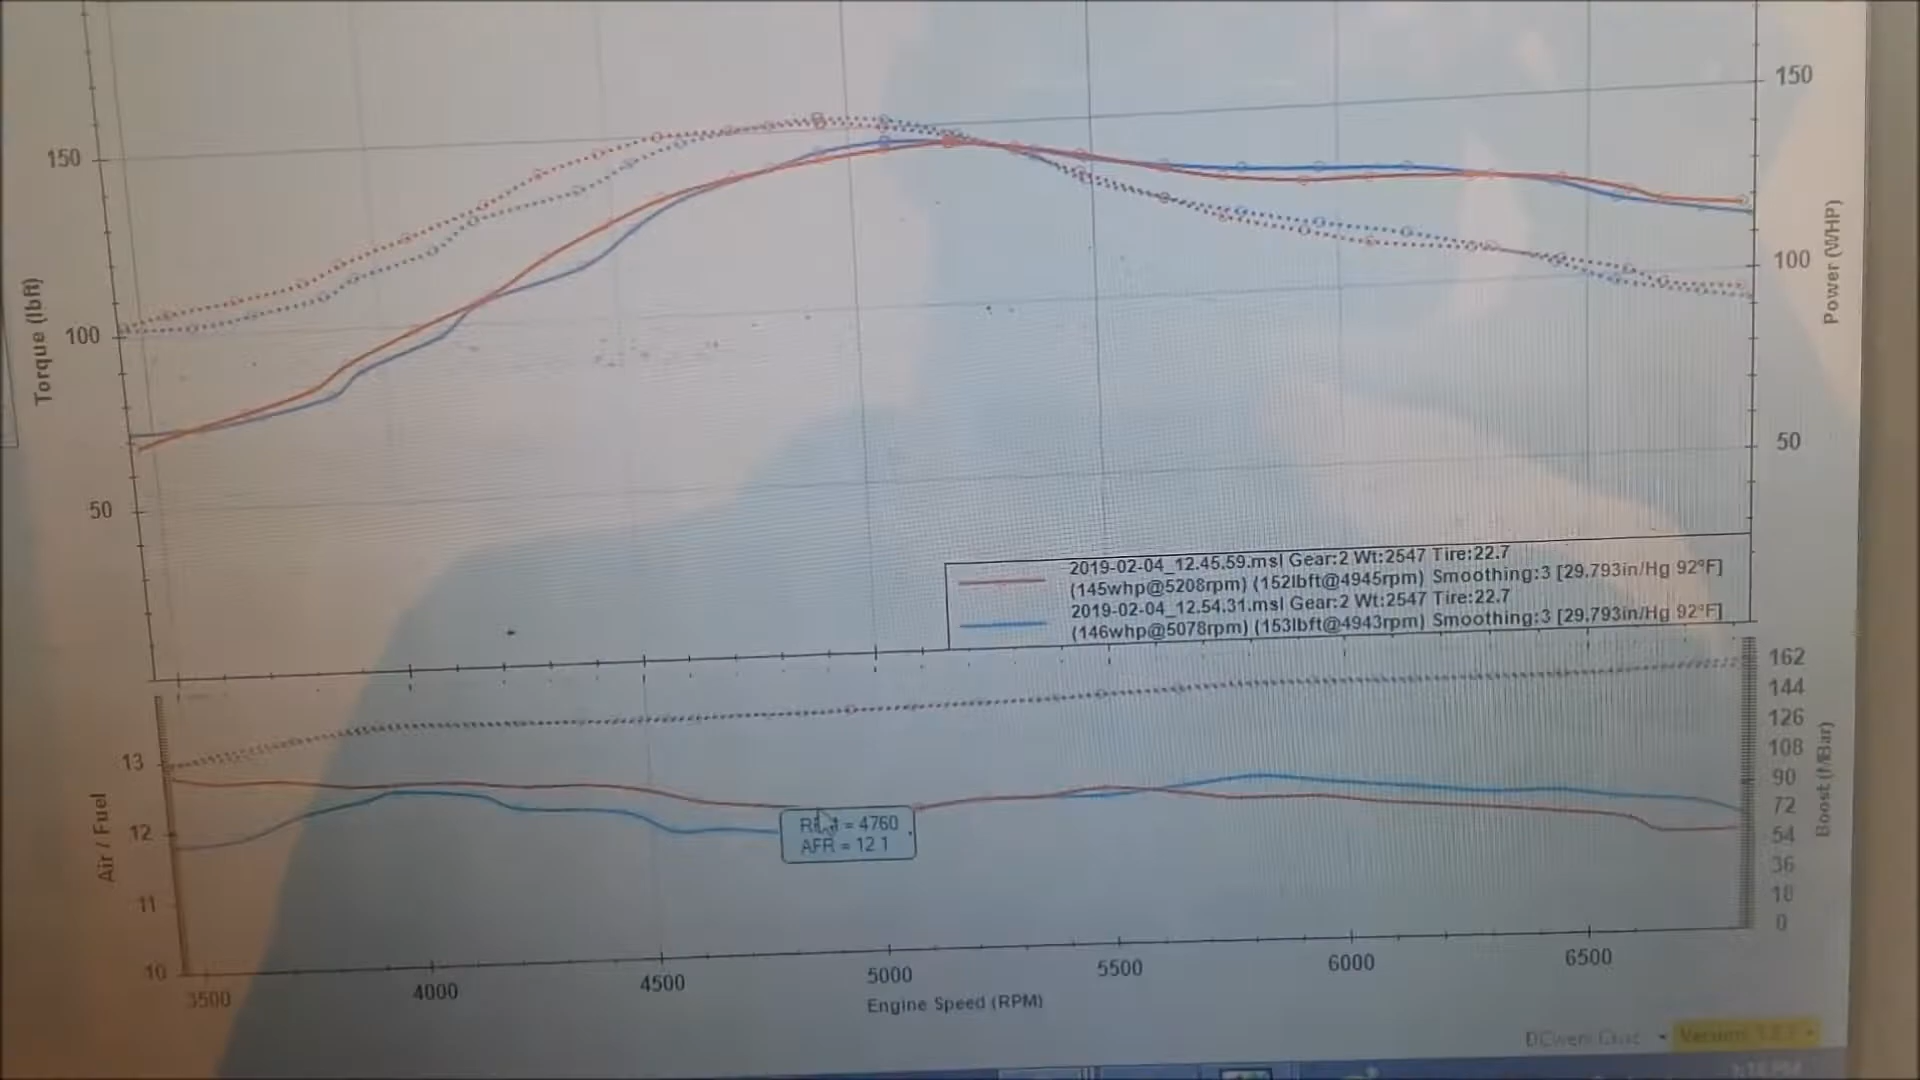 150
100
50
Torque (lbft)
150
100
50
Power (WHP)
2019-02-04_12.45.59.msl Gear:2 Wt:2547 Tire:22.7
(145whp@5208rpm) (152lbft@4945rpm) Smoothing:3 [29.793in/Hg 92°F]
2019-02-04_12.54.31.msl Gear:2 Wt:2547 Tire:22.7
(146whp@5078rpm) (153lbft@4943rpm) Smoothing:3 [29.793in/Hg 92°F]
13
12
11
10
Air / Fuel
= 4760
AFR = 12.1
162
144
126
108
90
72
54
36
18
0
Boost
3500
4000
4500
5000
5500
6000
6500
Engine Speed (RPM)
Version